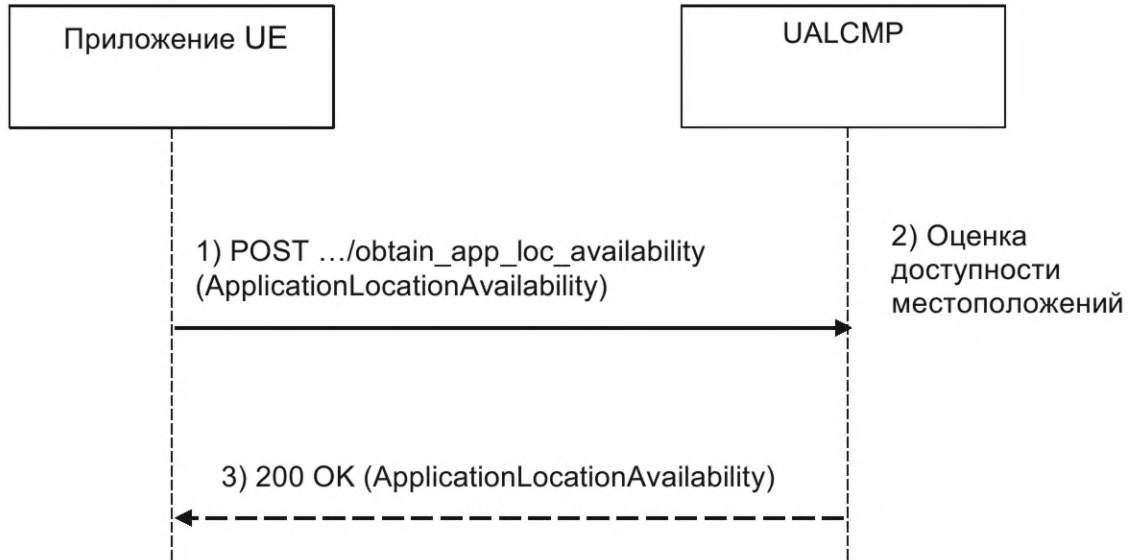 Приложение UE
UALCMP
1) POST …/obtain_app_loc_availability
(ApplicationLocationAvailability)
2) Оценка
доступности
местоположений
3) 200 OK (ApplicationLocationAvailability)